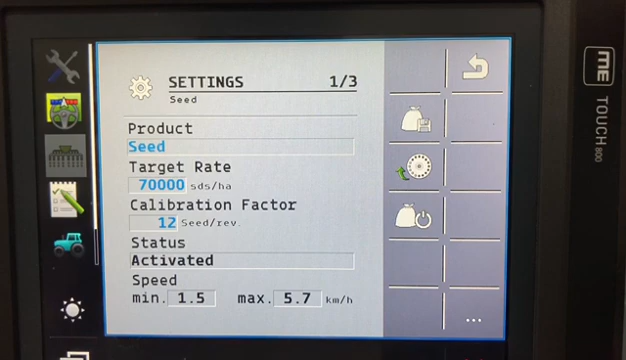 SETTINGS 1/3
Seed
Product
Seed
Target Rate
70000 sds/ha
Calibration Factor
12 Seed/rev.
Status
Activated
Speed
min. 1.5 max. 5.7 km/h
...
ME
TOUCH 800